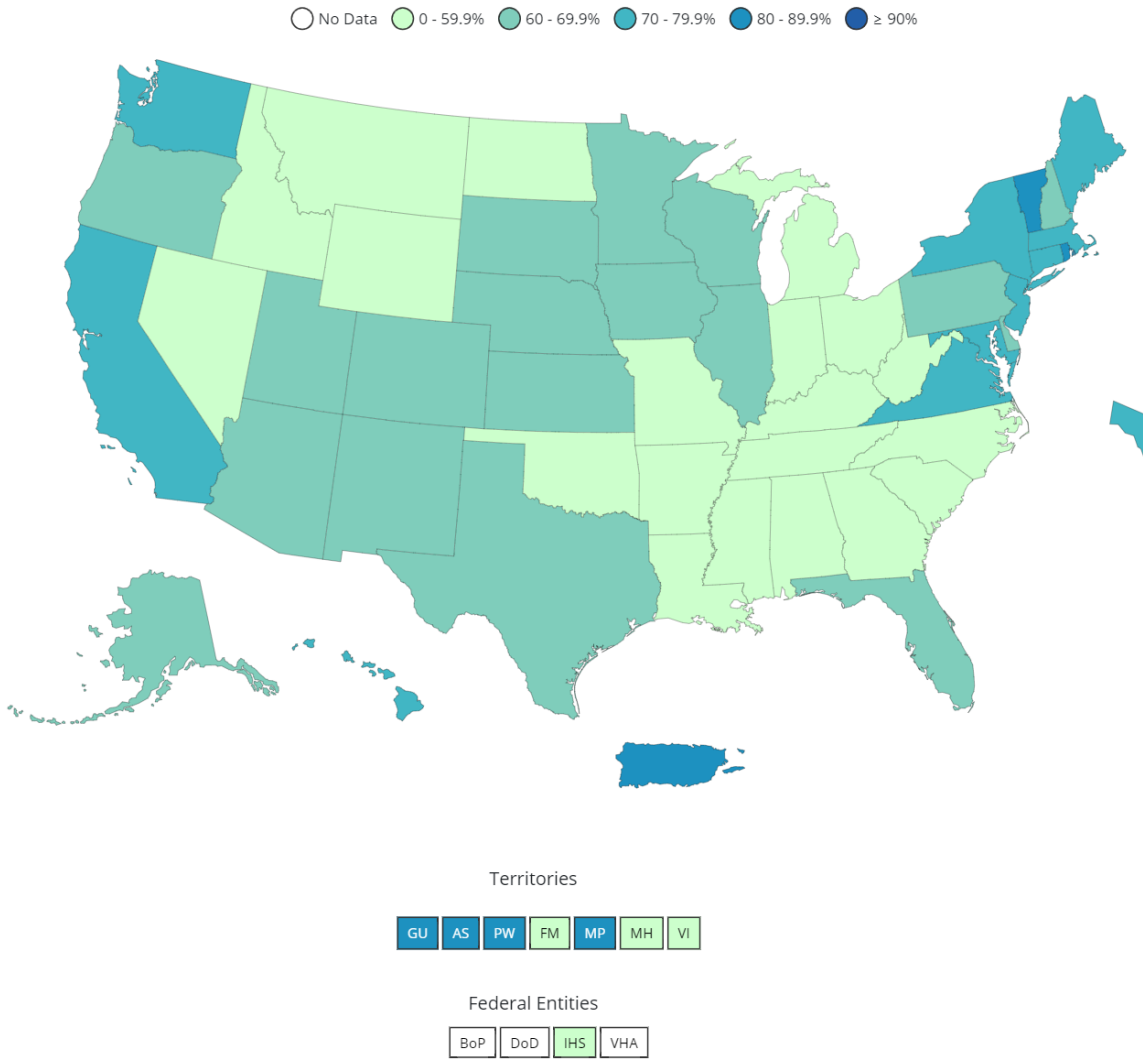 No Data 0 - 59.9% 60 - 69.9% 70 - 79.9% 80 - 89.9% ≥ 90%
Territories
GU AS PW FM MP MH VI
Federal Entities
BoP DoD IHS VHA